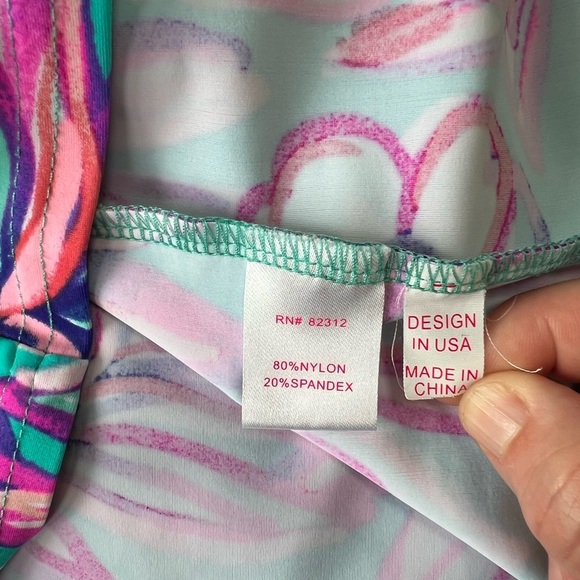 RN# 82312
80%NYLON
20%SPANDEX
DESIGN
IN USA
MADE IN
CHINA